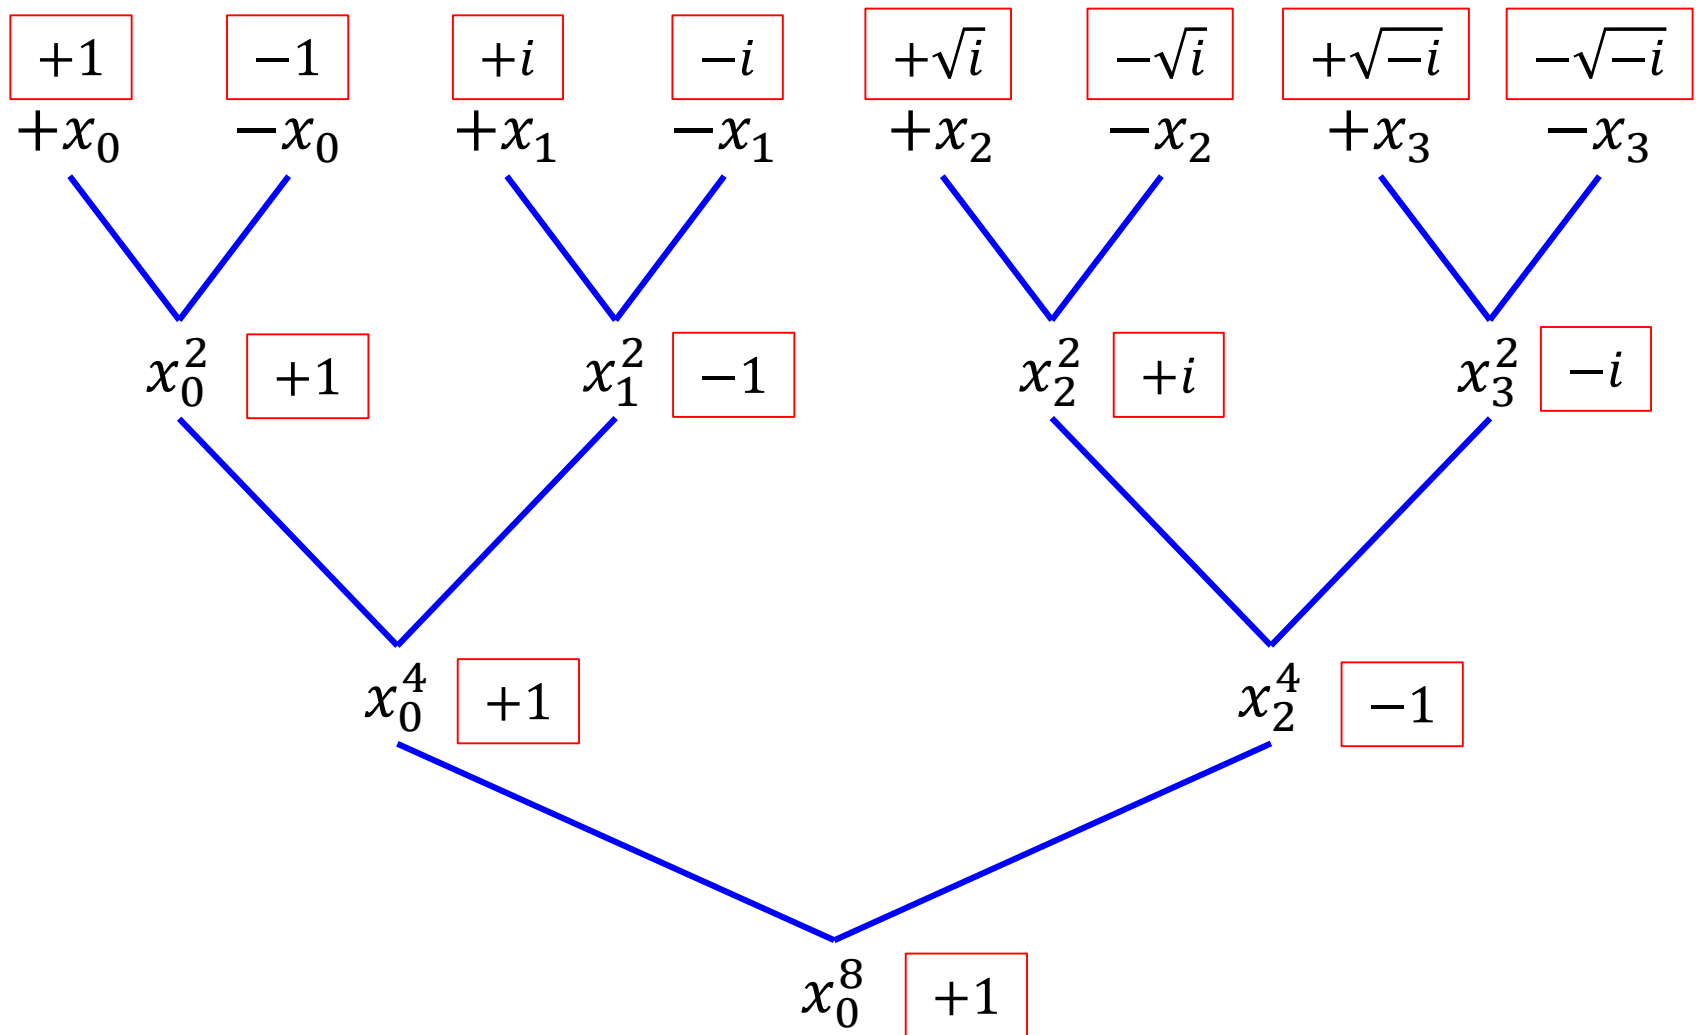 +1 −1 +i −i +√i −√i +√−i −√−i
+x₀ −x₀ +x₁ −x₁ +x₂ −x₂ +x₃ −x₃
x₀² +1 x₁² −1 x₂² +i x₃² −i
x₀⁴ +1 x₂⁴ −1
x₀⁸ +1